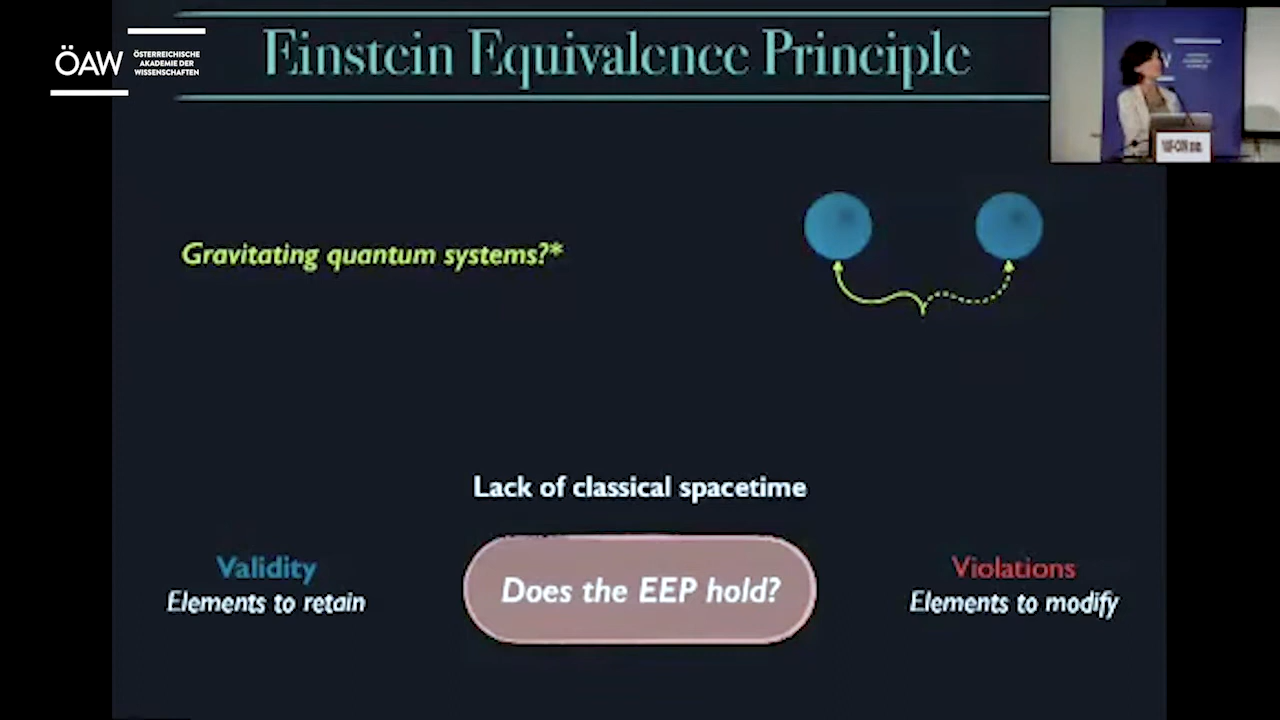 ÖAW
ÖSTERREICHISCHE
AKADEMIE DER
WISSENSCHAFTEN
Einstein Equivalence Principle
Gravitating quantum systems?*
Lack of classical spacetime
Validity
Elements to retain
Does the EEP hold?
Violations
Elements to modify